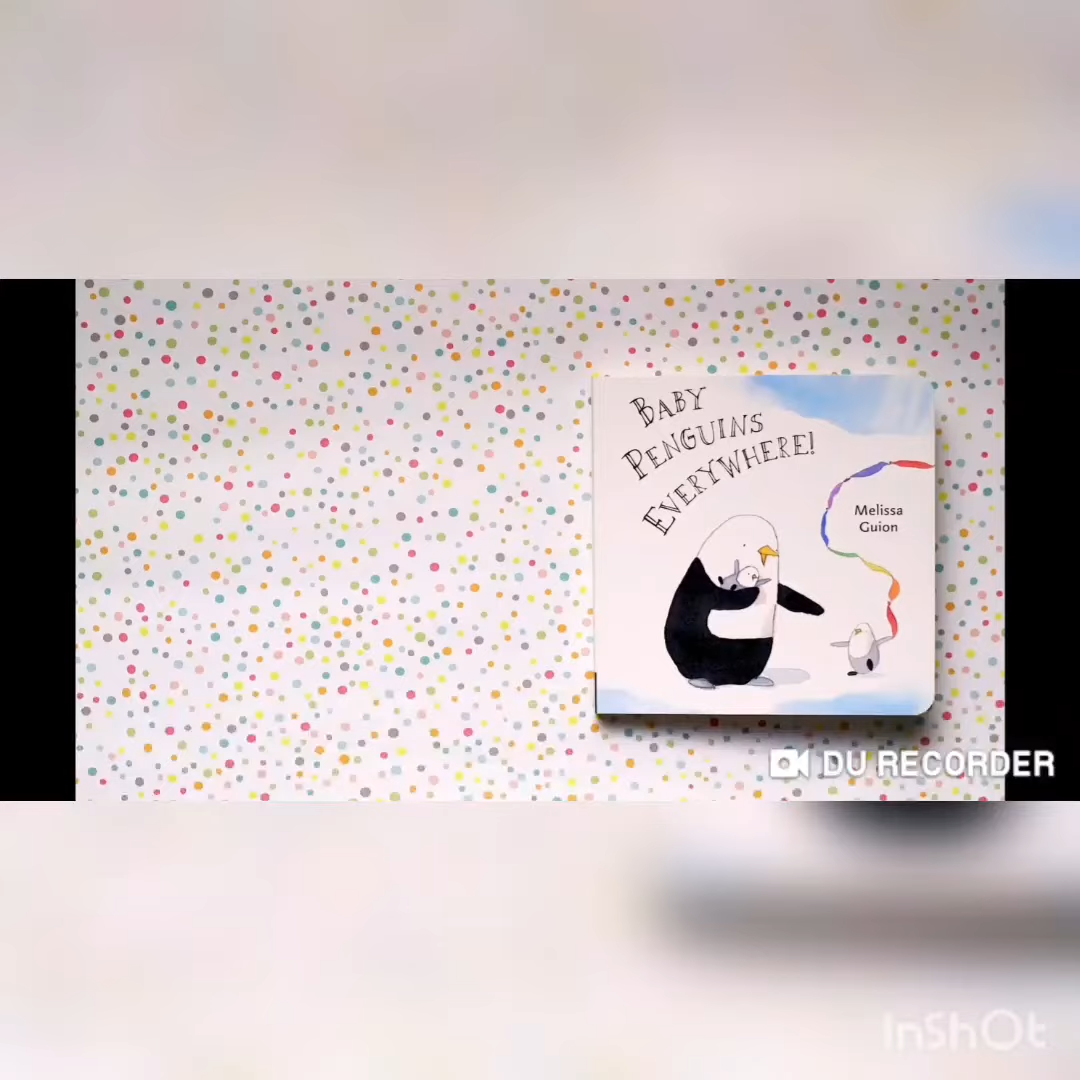 BABY
PENGUINS
EVERYWHERE!
Melissa
Guion
DU RECORDER
InShOt